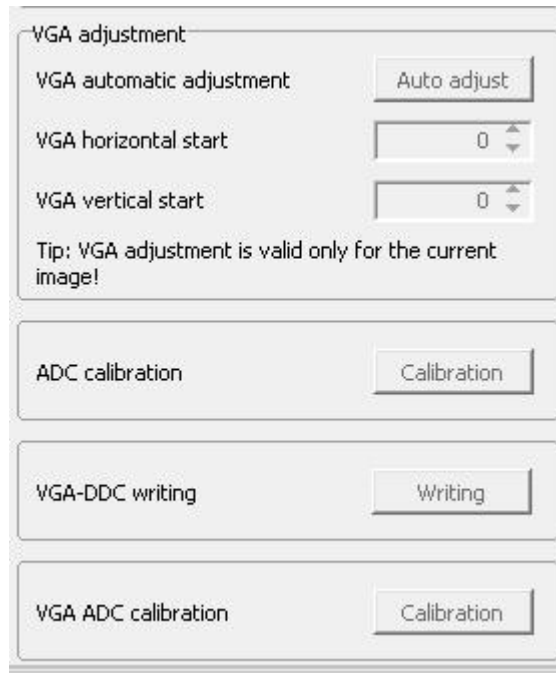 VGA adjustment
VGA automatic adjustment Auto adjust
VGA horizontal start 0
VGA vertical start 0
Tip: VGA adjustment is valid only for the current
image!
ADC calibration Calibration
VGA-DDC writing Writing
VGA ADC calibration Calibration